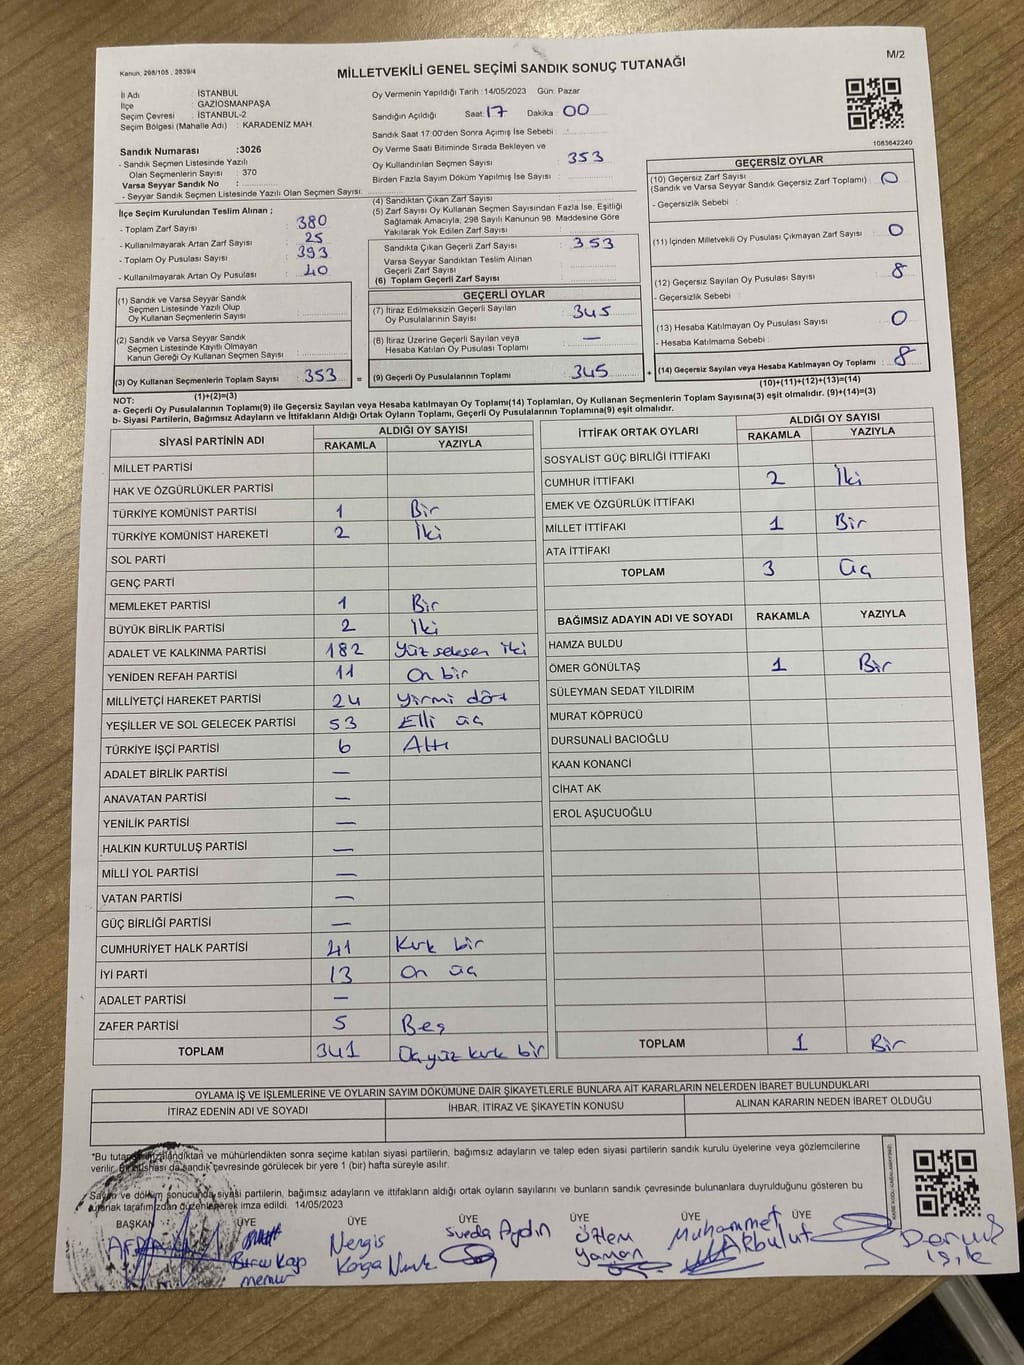 Kanun; 298/105 , 2839/4
M/2
MİLLETVEKİLİ GENEL SEÇİMİ SANDIK SONUÇ TUTANAĞI
İl Adı : İSTANBUL
İlçe : GAZİOSMANPAŞA
Seçim Çevresi : İSTANBUL-2
Seçim Bölgesi (Mahalle Adı) : KARADENİZ MAH.
Oy Vermenin Yapıldığı Tarih : 14/05/2023 Gün: Pazar
Sandığın Açıldığı Saat: 17 Dakika: 00
Sandık Saat 17:00'den Sonra Açımış İse Sebebi :
Oy Verme Saati Bitiminde Sırada Bekleyen ve
Oy Kullandırılan Seçmen Sayısı : 353
Birden Fazla Sayım Döküm Yapılmış İse Sayısı :
1083642240
Sandık Numarası :3026
- Sandık Seçmen Listesinde Yazılı
Olan Seçmenlerin Sayısı : 370
Varsa Seyyar Sandık No :
- Seyyar Sandık Seçmen Listesinde Yazılı Olan Seçmen Sayısı:
İlçe Seçim Kurulundan Teslim Alınan ;
- Toplam Zarf Sayısı : 380
- Kullanılmayarak Artan Zarf Sayısı : 25
- Toplam Oy Pusulası Sayısı : 393
- Kullanılmayarak Artan Oy Pusulası : 40
(4) Sandıktan Çıkan Zarf Sayısı :
(5) Zarf Sayısı Oy Kullanan Seçmen Sayısından Fazla İse, Eşitliği
Sağlamak Amacıyla, 298 Sayılı Kanunun 98. Maddesine Göre
Yakılarak Yok Edilen Zarf Sayısı :
Sandıkta Çıkan Geçerli Zarf Sayısı : 353
Varsa Seyyar Sandıktan Teslim Alınan
Geçerli Zarf Sayısı :
(6) Toplam Geçerli Zarf Sayısı :
GEÇERSİZ OYLAR
(10) Geçersiz Zarf Sayısı : 0
(Sandık ve Varsa Seyyar Sandık Geçersiz Zarf Toplamı)
- Geçersizlik Sebebi :
(11) İçinden Milletvekili Oy Pusulası Çıkmayan Zarf Sayısı : 0
(12) Geçersiz Sayılan Oy Pusulası Sayısı : 8
- Geçersizlik Sebebi :
(13) Hesaba Katılmayan Oy Pusulası Sayısı : 0
- Hesaba Katılmama Sebebi :
(14) Geçersiz Sayılan veya Hesaba Katılmayan Oy Toplamı : 8
(10)+(11)+(12)+(13)=(14)
(1) Sandık ve Varsa Seyyar Sandık
Seçmen Listesinde Yazılı Olup
Oy Kullanan Seçmenlerin Sayısı :
(2) Sandık ve Varsa Seyyar Sandık
Seçmen Listesinde Kayıtlı Olmayan
Kanun Gereği Oy Kullanan Seçmen Sayısı :
(3) Oy Kullanan Seçmenlerin Toplam Sayısı : 353
(1)+(2)=(3)
GEÇERLİ OYLAR
(7) İtiraz Edilmeksizin Geçerli Sayılan
Oy Pusulalarının Sayısı : 345
(8) İtiraz Üzerine Geçerli Sayılan veya
Hesaba Katılan Oy Pusulası Toplamı : —
= (9) Geçerli Oy Pusulalarının Toplamı : 345 +
NOT:
a- Geçerli Oy Pusulalarının Toplamı(9) ile Geçersiz Sayılan veya Hesaba katılmayan Oy Toplamı(14) Toplamları, Oy Kullanan Seçmenlerin Toplam Sayısına(3) eşit olmalıdır. (9)+(14)=(3)
b- Siyasi Partilerin, Bağımsız Adayların ve İttifakların Aldığı Ortak Oyların Toplamı, Geçerli Oy Pusulalarının Toplamına(9) eşit olmalıdır.
SİYASİ PARTİNİN ADI
ALDIĞI OY SAYISI
RAKAMLA YAZIYLA
MİLLET PARTİSİ
HAK VE ÖZGÜRLÜKLER PARTİSİ
TÜRKİYE KOMÜNİST PARTİSİ 1 Bir
TÜRKİYE KOMÜNİST HAREKETİ 2 İki
SOL PARTİ
GENÇ PARTİ
MEMLEKET PARTİSİ 1 Bir
BÜYÜK BİRLİK PARTİSİ 2 İki
ADALET VE KALKINMA PARTİSİ 182 Yüz seksen iki
YENİDEN REFAH PARTİSİ 11 On bir
MİLLİYETÇİ HAREKET PARTİSİ 24 Yirmi dört
YEŞİLLER VE SOL GELECEK PARTİSİ 53 Elli üç
TÜRKİYE İŞÇİ PARTİSİ 6 Altı
ADALET BİRLİK PARTİSİ —
ANAVATAN PARTİSİ —
YENİLİK PARTİSİ —
HALKIN KURTULUŞ PARTİSİ —
MİLLİ YOL PARTİSİ —
VATAN PARTİSİ —
GÜÇ BİRLİĞİ PARTİSİ —
CUMHURİYET HALK PARTİSİ 41 Kırk bir
İYİ PARTİ 13 On üç
ADALET PARTİSİ —
ZAFER PARTİSİ 5 Beş
TOPLAM 341 Üç yüz kırk bir
İTTİFAK ORTAK OYLARI
ALDIĞI OY SAYISI
RAKAMLA YAZIYLA
SOSYALİST GÜÇ BİRLİĞİ İTTİFAKI
CUMHUR İTTİFAKI 2 İki
EMEK VE ÖZGÜRLÜK İTTİFAKI
MİLLET İTTİFAKI 1 Bir
ATA İTTİFAKI
TOPLAM 3 Üç
BAĞIMSIZ ADAYIN ADI VE SOYADI RAKAMLA YAZIYLA
HAMZA BULDU
ÖMER GÖNÜLTAŞ 1 Bir
SÜLEYMAN SEDAT YILDIRIM
MURAT KÖPRÜCÜ
DURSUNALİ BACIOĞLU
KAAN KONANCİ
CİHAT AK
EROL AŞUCUOĞLU
TOPLAM 1 Bir
OYLAMA İŞ VE İŞLEMLERİNE VE OYLARIN SAYIM DÖKÜMÜNE DAİR ŞİKAYETLERLE BUNLARA AİT KARARLARIN NELERDEN İBARET BULUNDUKLARI
İTİRAZ EDENİN ADI VE SOYADI İHBAR, İTİRAZ VE ŞİKAYETİN KONUSU ALINAN KARARIN NEDEN İBARET OLDUĞU
"Bu tutanak imzalandıktan ve mühürlendikten sonra seçime katılan siyasi partilerin, bağımsız adayların ve talep eden siyasi partilerin sandık kurulu üyelerine veya gözlemcilerine
verilir. Bir nüshası da sandık çevresinde görülecek bir yere 1 (bir) hafta süreyle asılır.
Sayım ve döküm sonucunda siyasi partilerin, bağımsız adayların ve ittifakların aldığı ortak oyların sayılarını ve bunların sandık çevresinde bulunanlara duyrulduğunu gösteren bu
tutanak tarafımızdan düzenlenerek imza edildi. 14/05/2023
BAŞKAN ÜYE ÜYE ÜYE ÜYE ÜYE ÜYE
Burcu Kap
memur
Nergis
Sueda Aydın
Özlem
Yaman
Muhammet
Akbulut
Işık